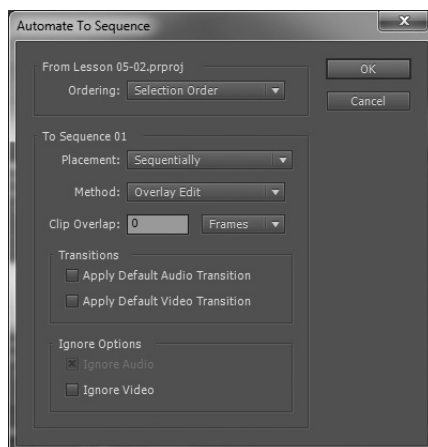 Automate To Sequence
From Lesson 05-02.prproj
Ordering: Selection Order
OK
Cancel
To Sequence 01
Placement: Sequentially
Method: Overlay Edit
Clip Overlap: 0 Frames
Transitions
Apply Default Audio Transition
Apply Default Video Transition
Ignore Options
Ignore Audio
Ignore Video